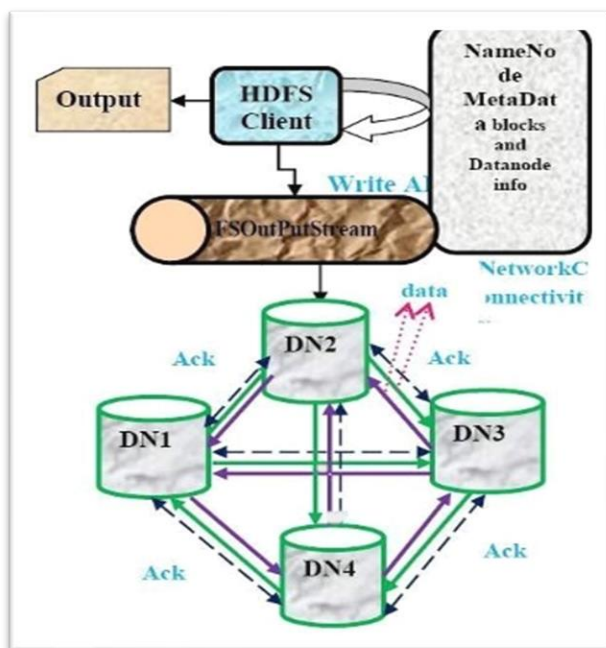 NameNo
de
MetaDat
a blocks
and
Datanode
info
Output
HDFS
Client
Write
FSOutPutStream
NetworkC
data
Ack
DN2
Ack
DN1
DN3
Ack
DN4
Ack